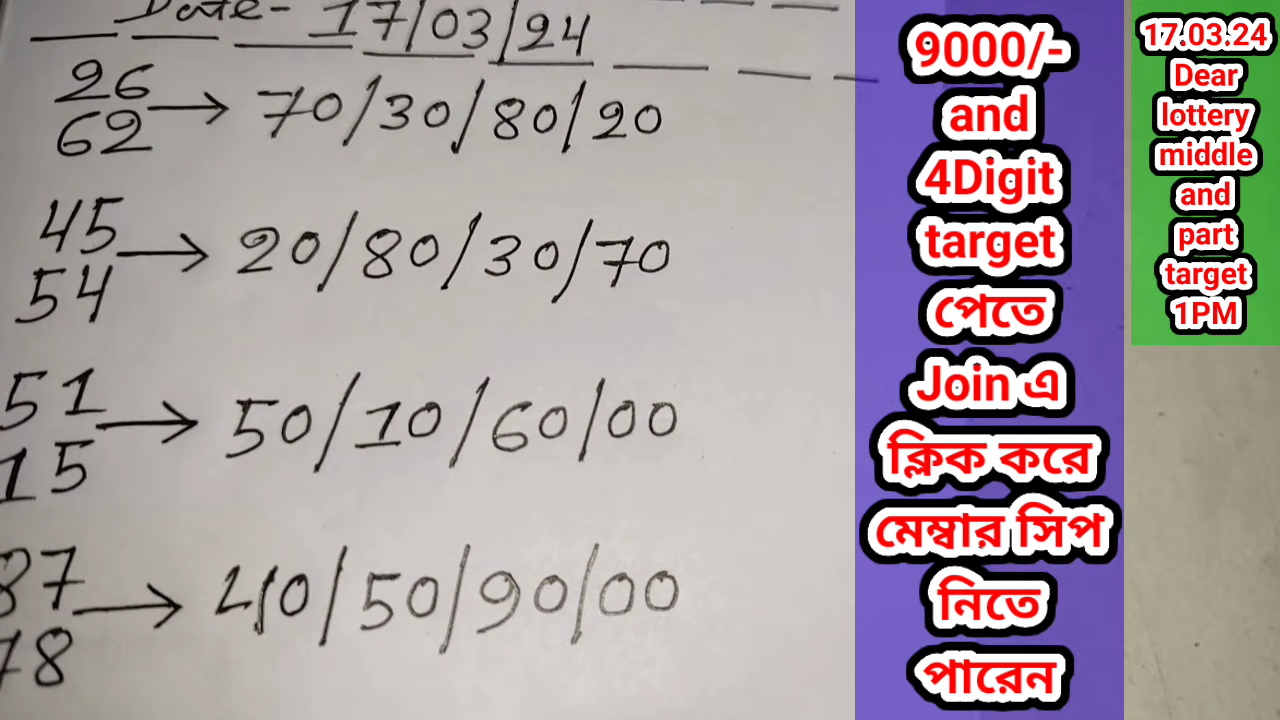 Date- 17/03/24
26
62 → 70/30/80/20
45
54 → 20/80/30/70
51
15 → 50/10/60/00
87
78 → 40/50/90/00
9000/-
and
4Digit
target
পেতে
Join এ
ক্লিক করে
মেম্বার সিপ
নিতে
পারেন
17.03.24
Dear
lottery
middle
and
part
target
1PM